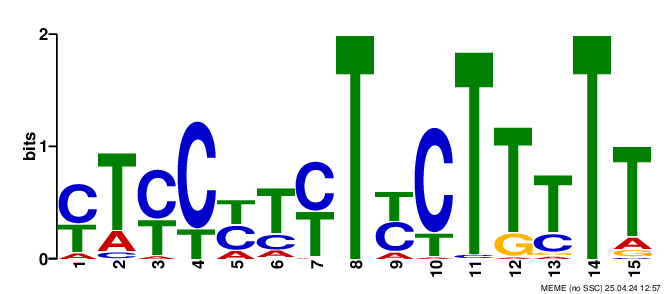 2
1
0
bits
C T A
T A C
C T A
C T
T C A
T C A
C T
T
T C A
C T A
T C
T G A
T C G A
T
T A G C
1 2 3 4 5 6 7 8 9 10 11 12 13 14 15
MEME (no SSC) 25.04.24 12:57